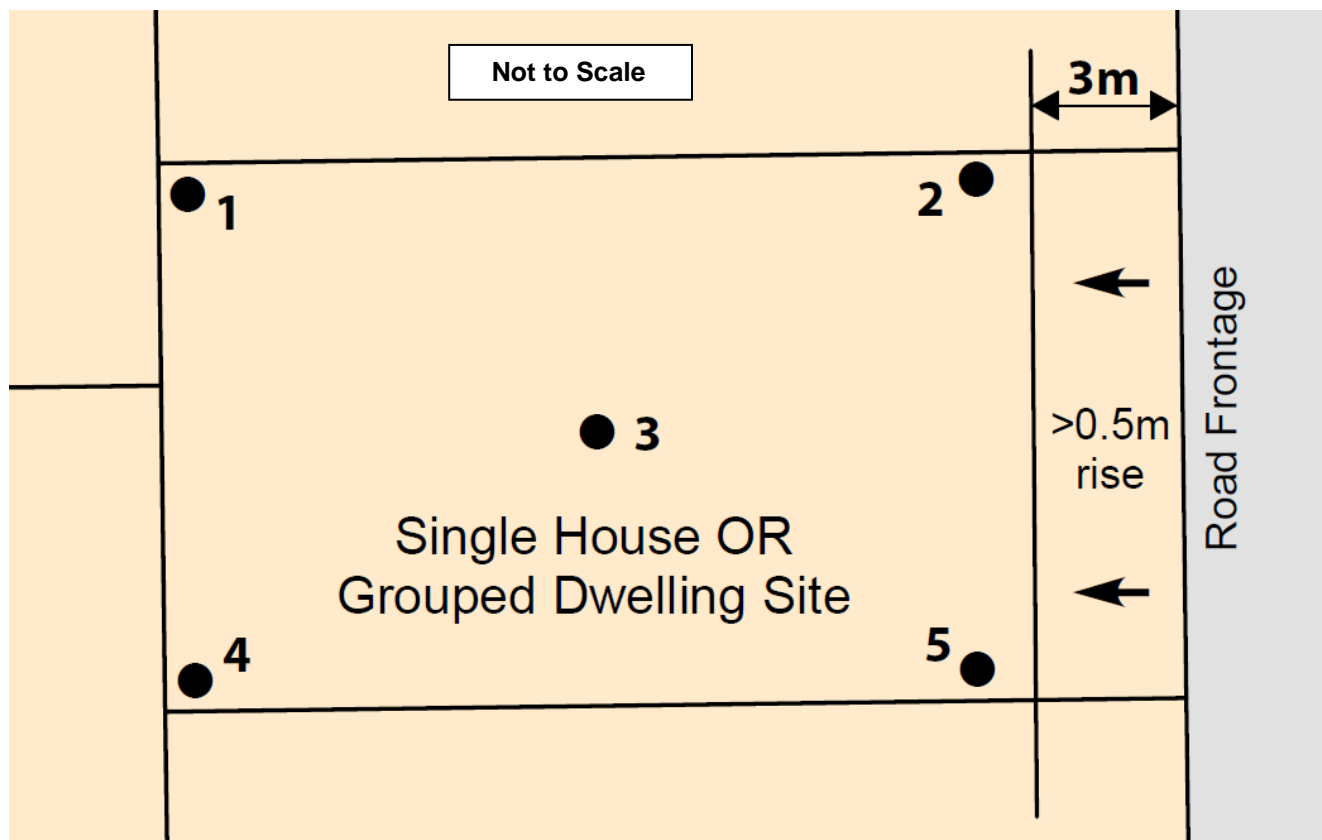 Not to Scale
3m
1
2
3
>0.5m
rise
Road Frontage
Single House OR
Grouped Dwelling Site
4
5